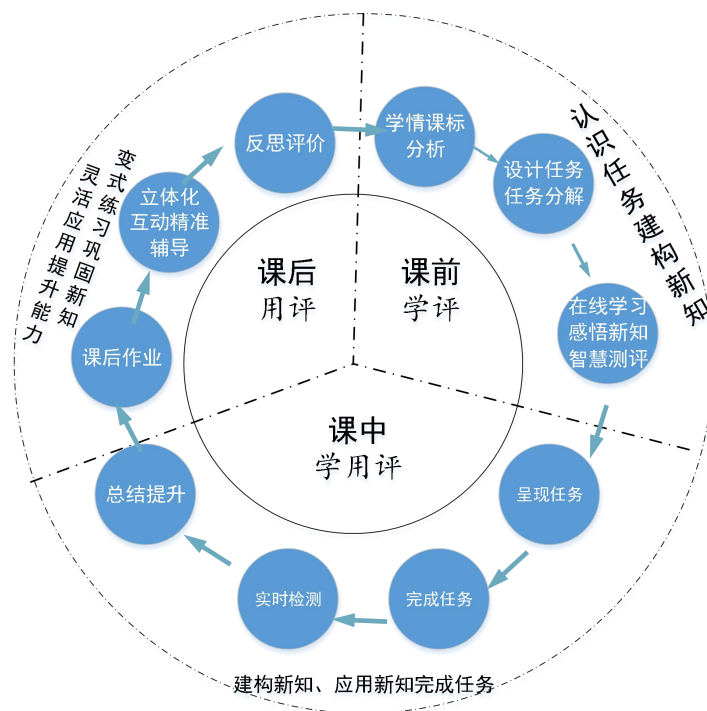 反思评价
学情课标
分析
设计任务
任务分解
认识任务建构新知
变式练习巩固新知
灵活应用提升能力
立体化
互动精准
辅导
课后
用评
课前
学评
在线学习
感悟新知
智慧测评
课后作业
课中
学用评
总结提升
呈现任务
实时检测
完成任务
建构新知、应用新知完成任务